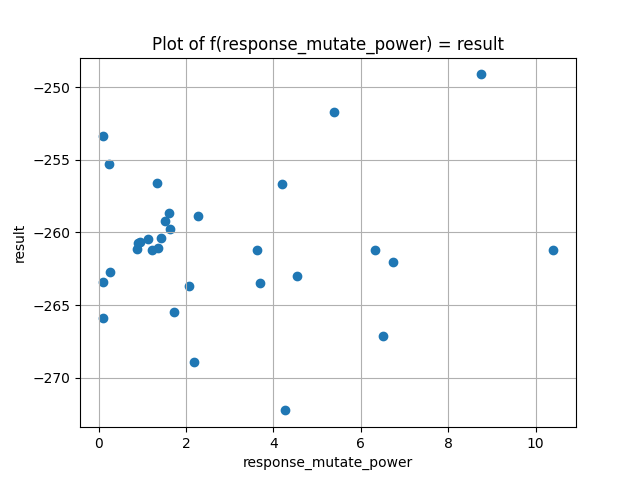 Plot of f(response_mutate_power) = result
−250
−255
−260
−265
−270
result
0 2 4 6 8 10
response_mutate_power